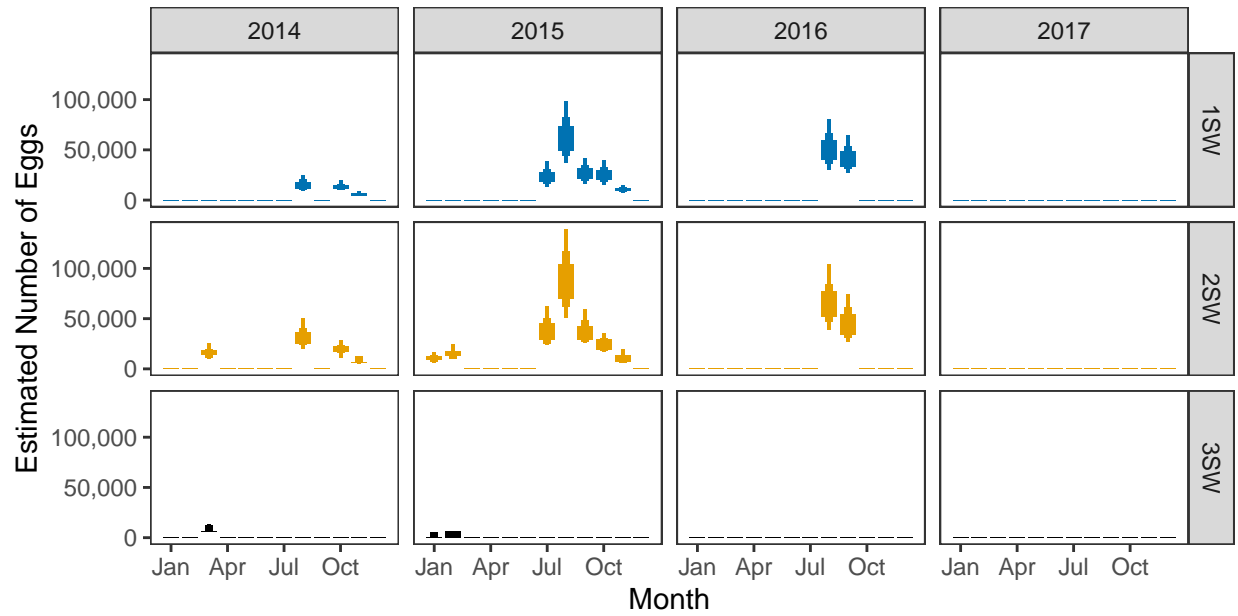 2014 2015 2016 2017
Estimated Number of Eggs
100,000
50,000
0
1SW
100,000
50,000
0
2SW
100,000
50,000
0
3SW
Jan Apr Jul Oct Jan Apr Jul Oct Jan Apr Jul Oct Jan Apr Jul Oct
Month